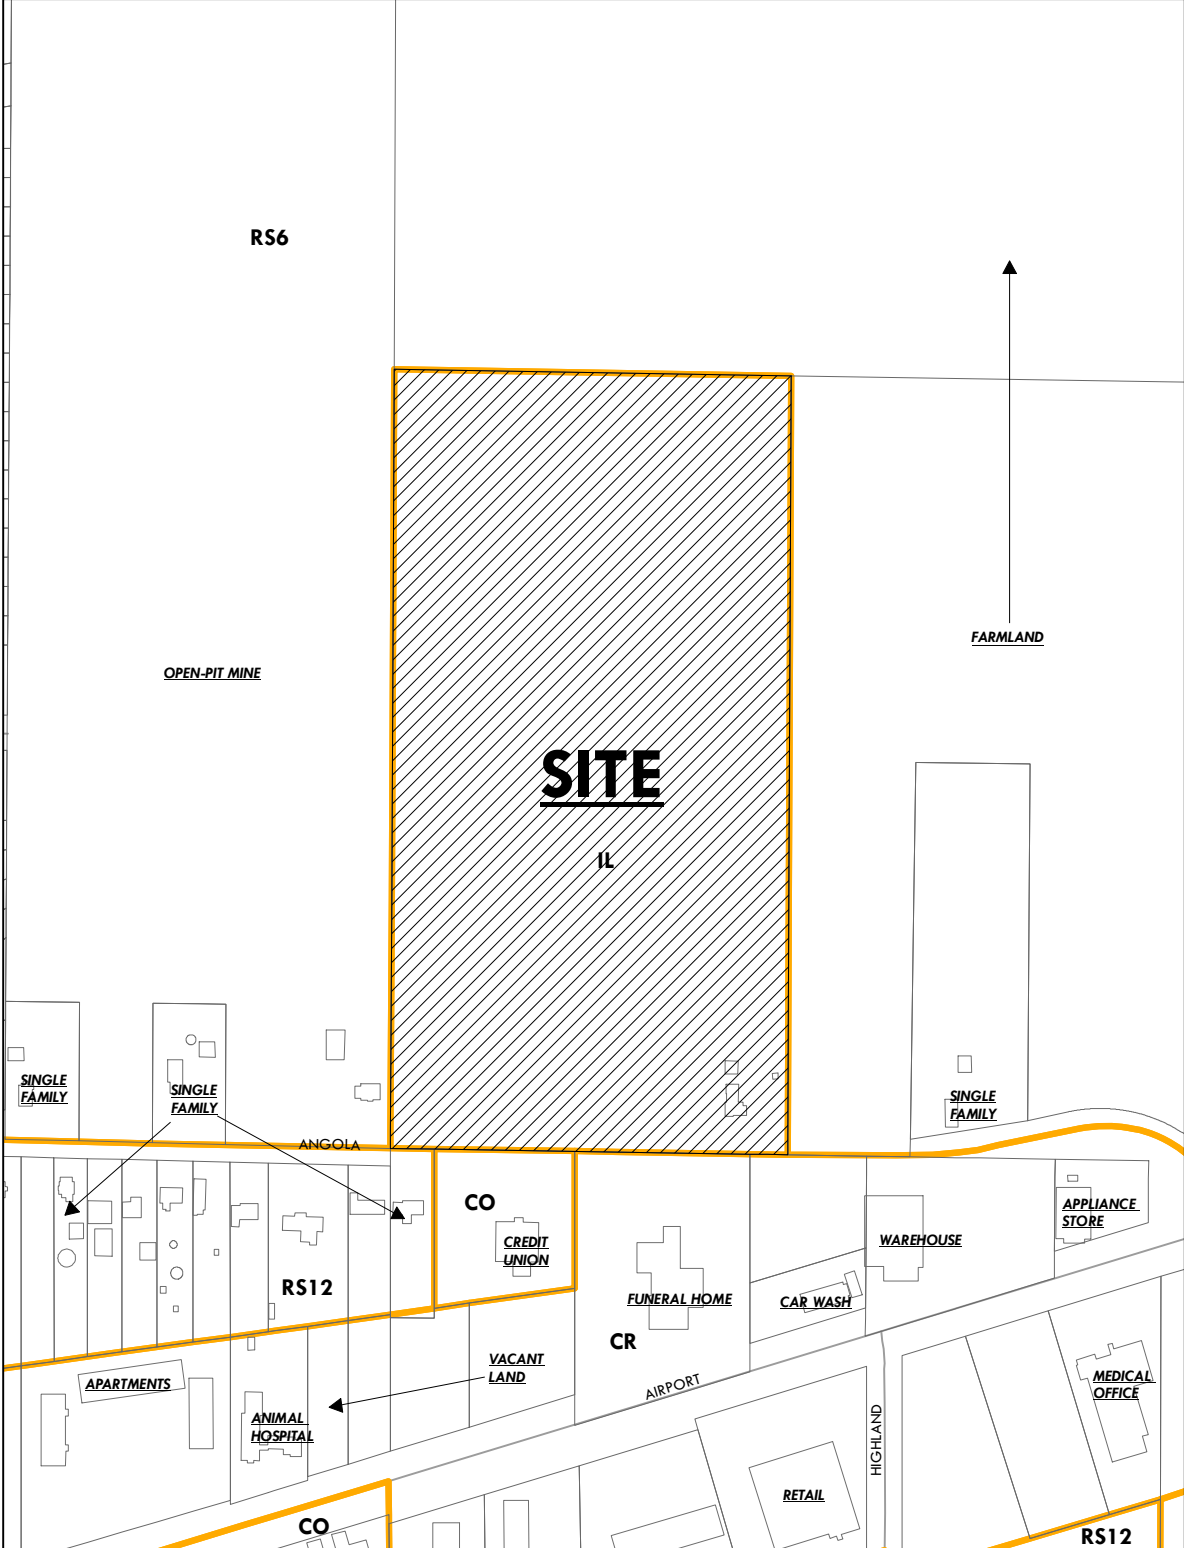 RS6
FARMLAND
OPEN-PIT MINE
SITE
IL
SINGLE
FAMILY
SINGLE
FAMILY
SINGLE
FAMILY
ANGOLA
CO
CREDIT
UNION
APPLIANCE
STORE
WAREHOUSE
RS12
FUNERAL HOME
CAR WASH
CR
VACANT
LAND
APARTMENTS
AIRPORT
MEDICAL
OFFICE
ANIMAL
HOSPITAL
HIGHLAND
RETAIL
CO
RS12